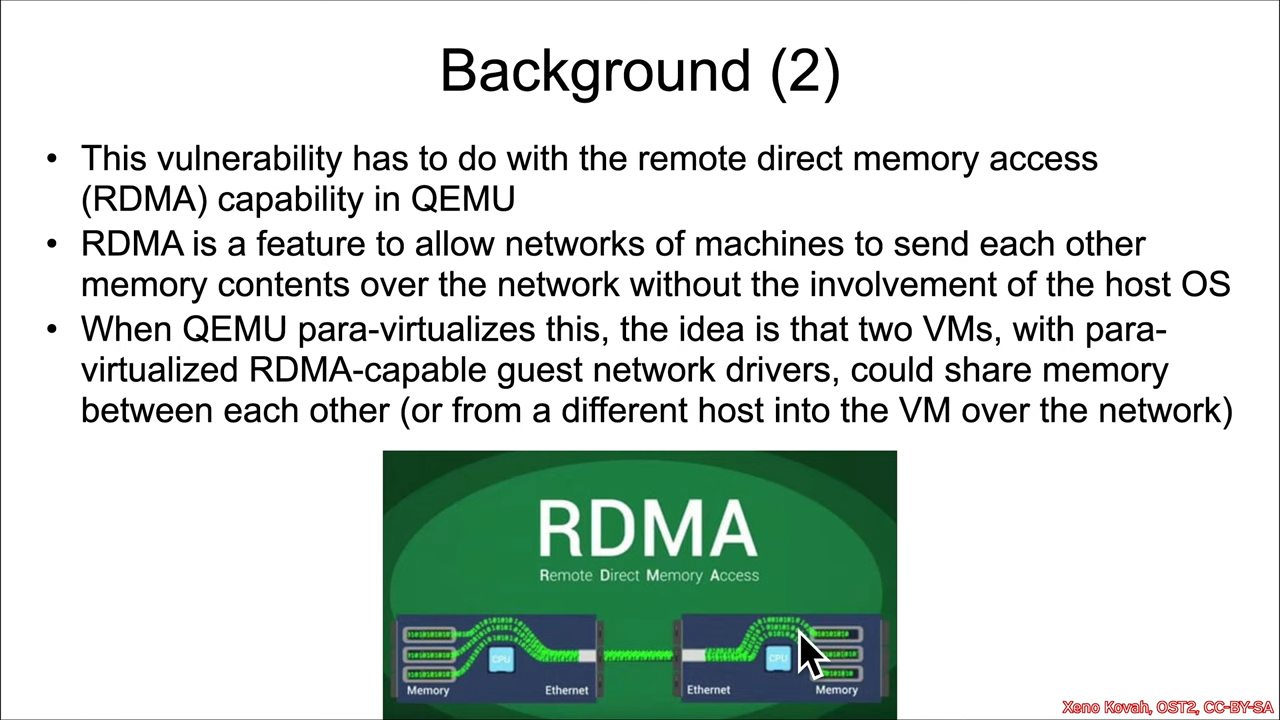 Background (2)
• This vulnerability has to do with the remote direct memory access
(RDMA) capability in QEMU
• RDMA is a feature to allow networks of machines to send each other
memory contents over the network without the involvement of the host OS
• When QEMU para-virtualizes this, the idea is that two VMs, with para-
virtualized RDMA-capable guest network drivers, could share memory
between each other (or from a different host into the VM over the network)
RDMA
Remote Direct Memory Access
CPU
CPU
Memory Ethernet Ethernet Memory
Xeno Kovah, OST2, CC-BY-SA